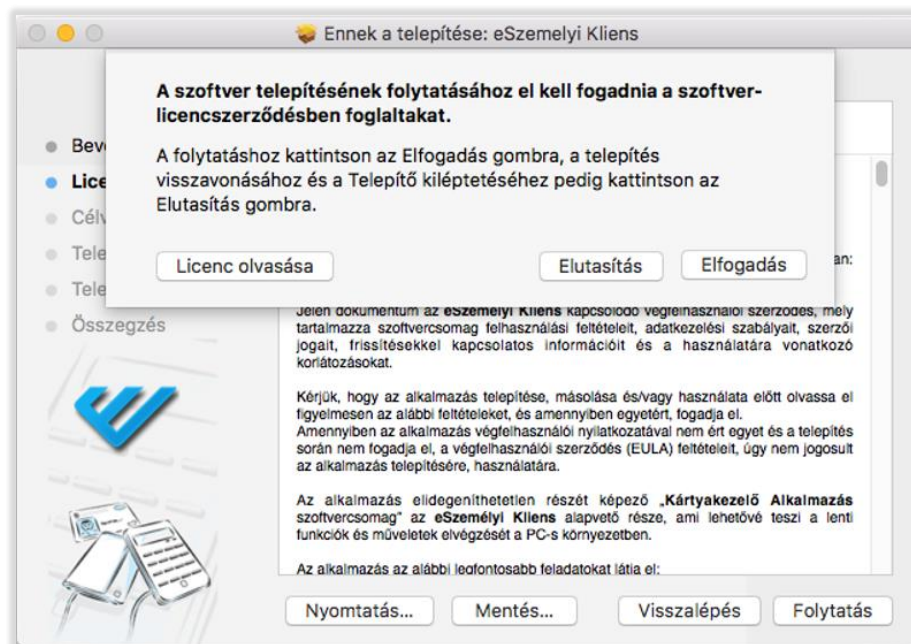 Ennek a telepítése: eSzemelyi Kliens
A szoftver telepítésének folytatásához el kell fogadnia a szoftver-
licencszerződésben foglaltakat.
A folytatáshoz kattintson az Elfogadás gombra, a telepítés
visszavonásához és a Telepítő kiléptetéséhez pedig kattintson az
Elutasítás gombra.
Licenc olvasása
Elutasítás
Elfogadás
Bev
Lice
Célv
Tele
Tele
Összegzés
an:
Jelen dokumentum az eSzemélyi Kliens kapcsolódó végfelhasználói szerződés, mely
tartalmazza szoftvercsomag felhasználási feltételeit, adatkezelési szabályait, szerzői
jogait, frissítésekkel kapcsolatos információit és a használatára vonatkozó
korlátozásokat.
Kérjük, hogy az alkalmazás telepítése, másolása és/vagy használata előtt olvassa el
figyelmesen az alábbi feltételeket, és amennyiben egyetért, fogadja el.
Amennyiben az alkalmazás végfelhasználói nyilatkozatával nem ért egyet és a telepítés
során nem fogadja el, a végfelhasználói szerződés (EULA) feltételeit, úgy nem jogosult
az alkalmazás telepítésére, használatára.
Az alkalmazás elidegeníthetetlen részét képező „Kártyakezelő Alkalmazás
szoftvercsomag" az eSzemélyi Kliens alapvető része, ami lehetővé teszi a lenti
funkciók és műveletek elvégzését a PC-s környezetben.
Az alkalmazás az alábbi legfontosabb feladatokat látja el:
Nyomtatás...
Mentés...
Visszalépés
Folytatás